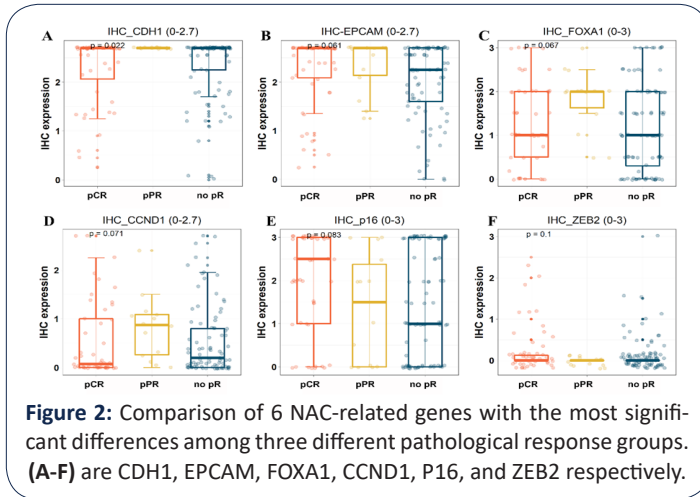 A IHC_CDH1 (0-2.7)
p = 0.022
IHC expression
2
1
0
pCR pPR no pR
B IHC-EPCAM (0-2.7)
p = 0.061
IHC expression
2
1
0
pCR pPR no pR
C IHC_FOXA1 (0-3)
p = 0.067
IHC expression
3
2
1
0
pCR pPR no pR
D IHC_CCND1 (0-2.7)
p = 0.071
IHC expression
2
1
0
pCR pPR no pR
E IHC_p16 (0-3)
p = 0.083
IHC expression
3
2
1
0
pCR pPR no pR
F IHC_ZEB2 (0-3)
p = 0.1
IHC expression
3
2
1
0
pCR pPR no pR
Figure 2: Comparison of 6 NAC-related genes with the most signifi-
cant differences among three different pathological response groups.
(A-F) are CDH1, EPCAM, FOXA1, CCND1, P16, and ZEB2 respectively.